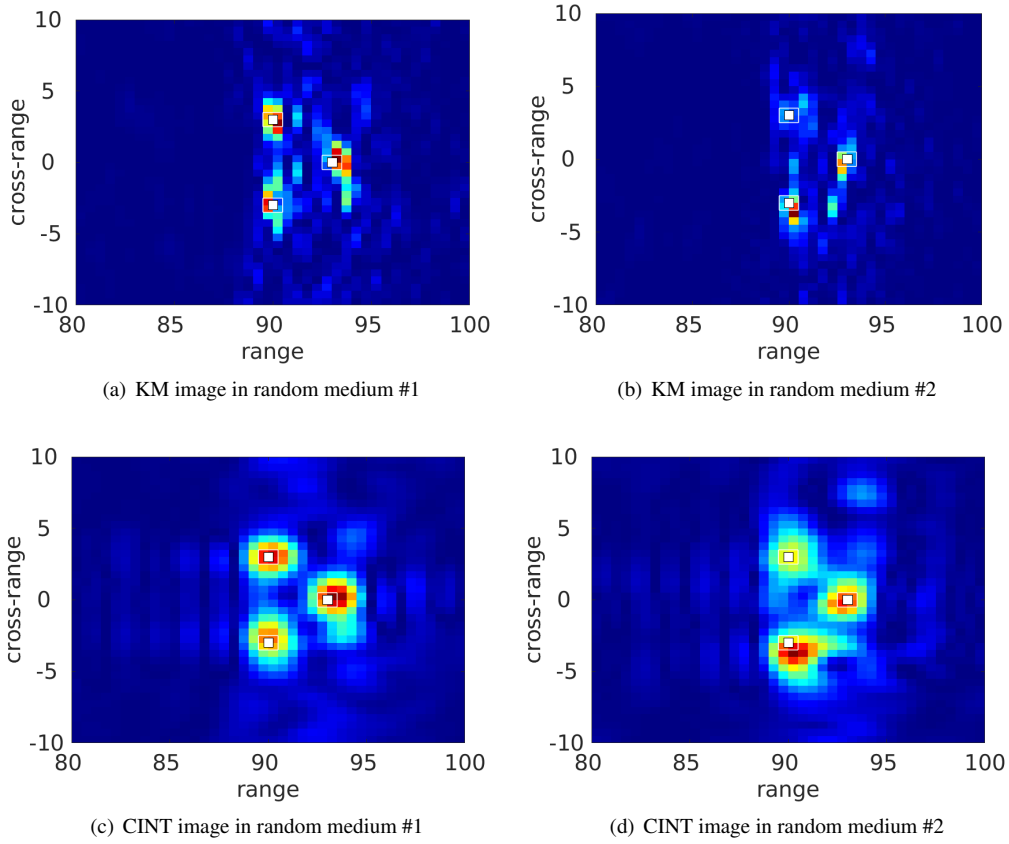 10
5
0
-5
-10
cross-range
80 85 90 95 100
range
(a) KM image in random medium #1
10
5
0
-5
-10
cross-range
80 85 90 95 100
range
(b) KM image in random medium #2
10
5
0
-5
-10
cross-range
80 85 90 95 100
range
(c) CINT image in random medium #1
10
5
0
-5
-10
cross-range
80 85 90 95 100
range
(d) CINT image in random medium #2